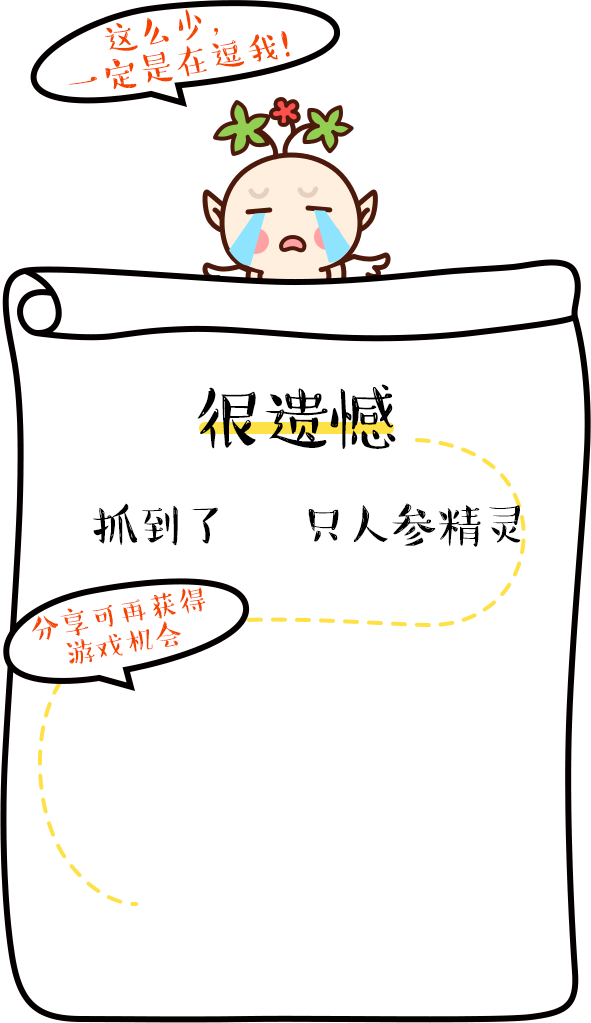 这么少,
一定是在逗我!
很遗憾
抓到了 只人参精灵
分享可再获得
游戏机会